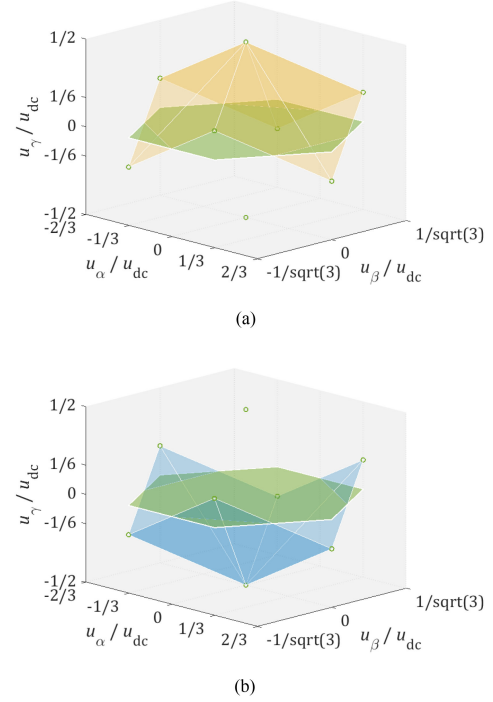 1/2
1/6
0
-1/6
-1/2
u_γ / u_dc
-2/3
-1/3
0
1/3
2/3
u_α / u_dc
-1/sqrt(3)
0
1/sqrt(3)
u_β / u_dc
(a)
1/2
1/6
0
-1/6
-1/2
u_γ / u_dc
-2/3
-1/3
0
1/3
2/3
u_α / u_dc
-1/sqrt(3)
0
1/sqrt(3)
u_β / u_dc
(b)